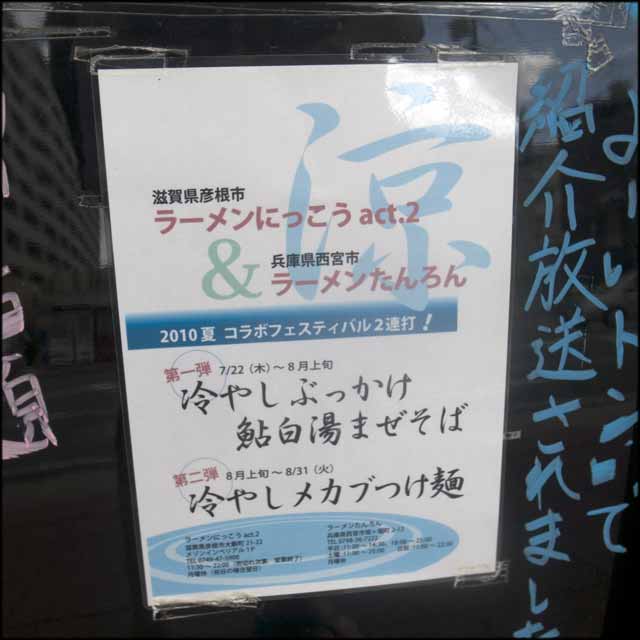 涼
滋賀県彦根市
ラーメンにっこう act.2
&
兵庫県西宮市
ラーメンたんろん
2010夏 コラボフェスティバル2連打!
第一弾 7/22(木)~8月上旬
冷やしぶっかけ
鮎白湯まぜそば
第二弾 8月上旬~8/31(火)
冷やしメカブつけ麺
ラーメンにっこう act.2
ラーメンたんろん
紹介放送されました